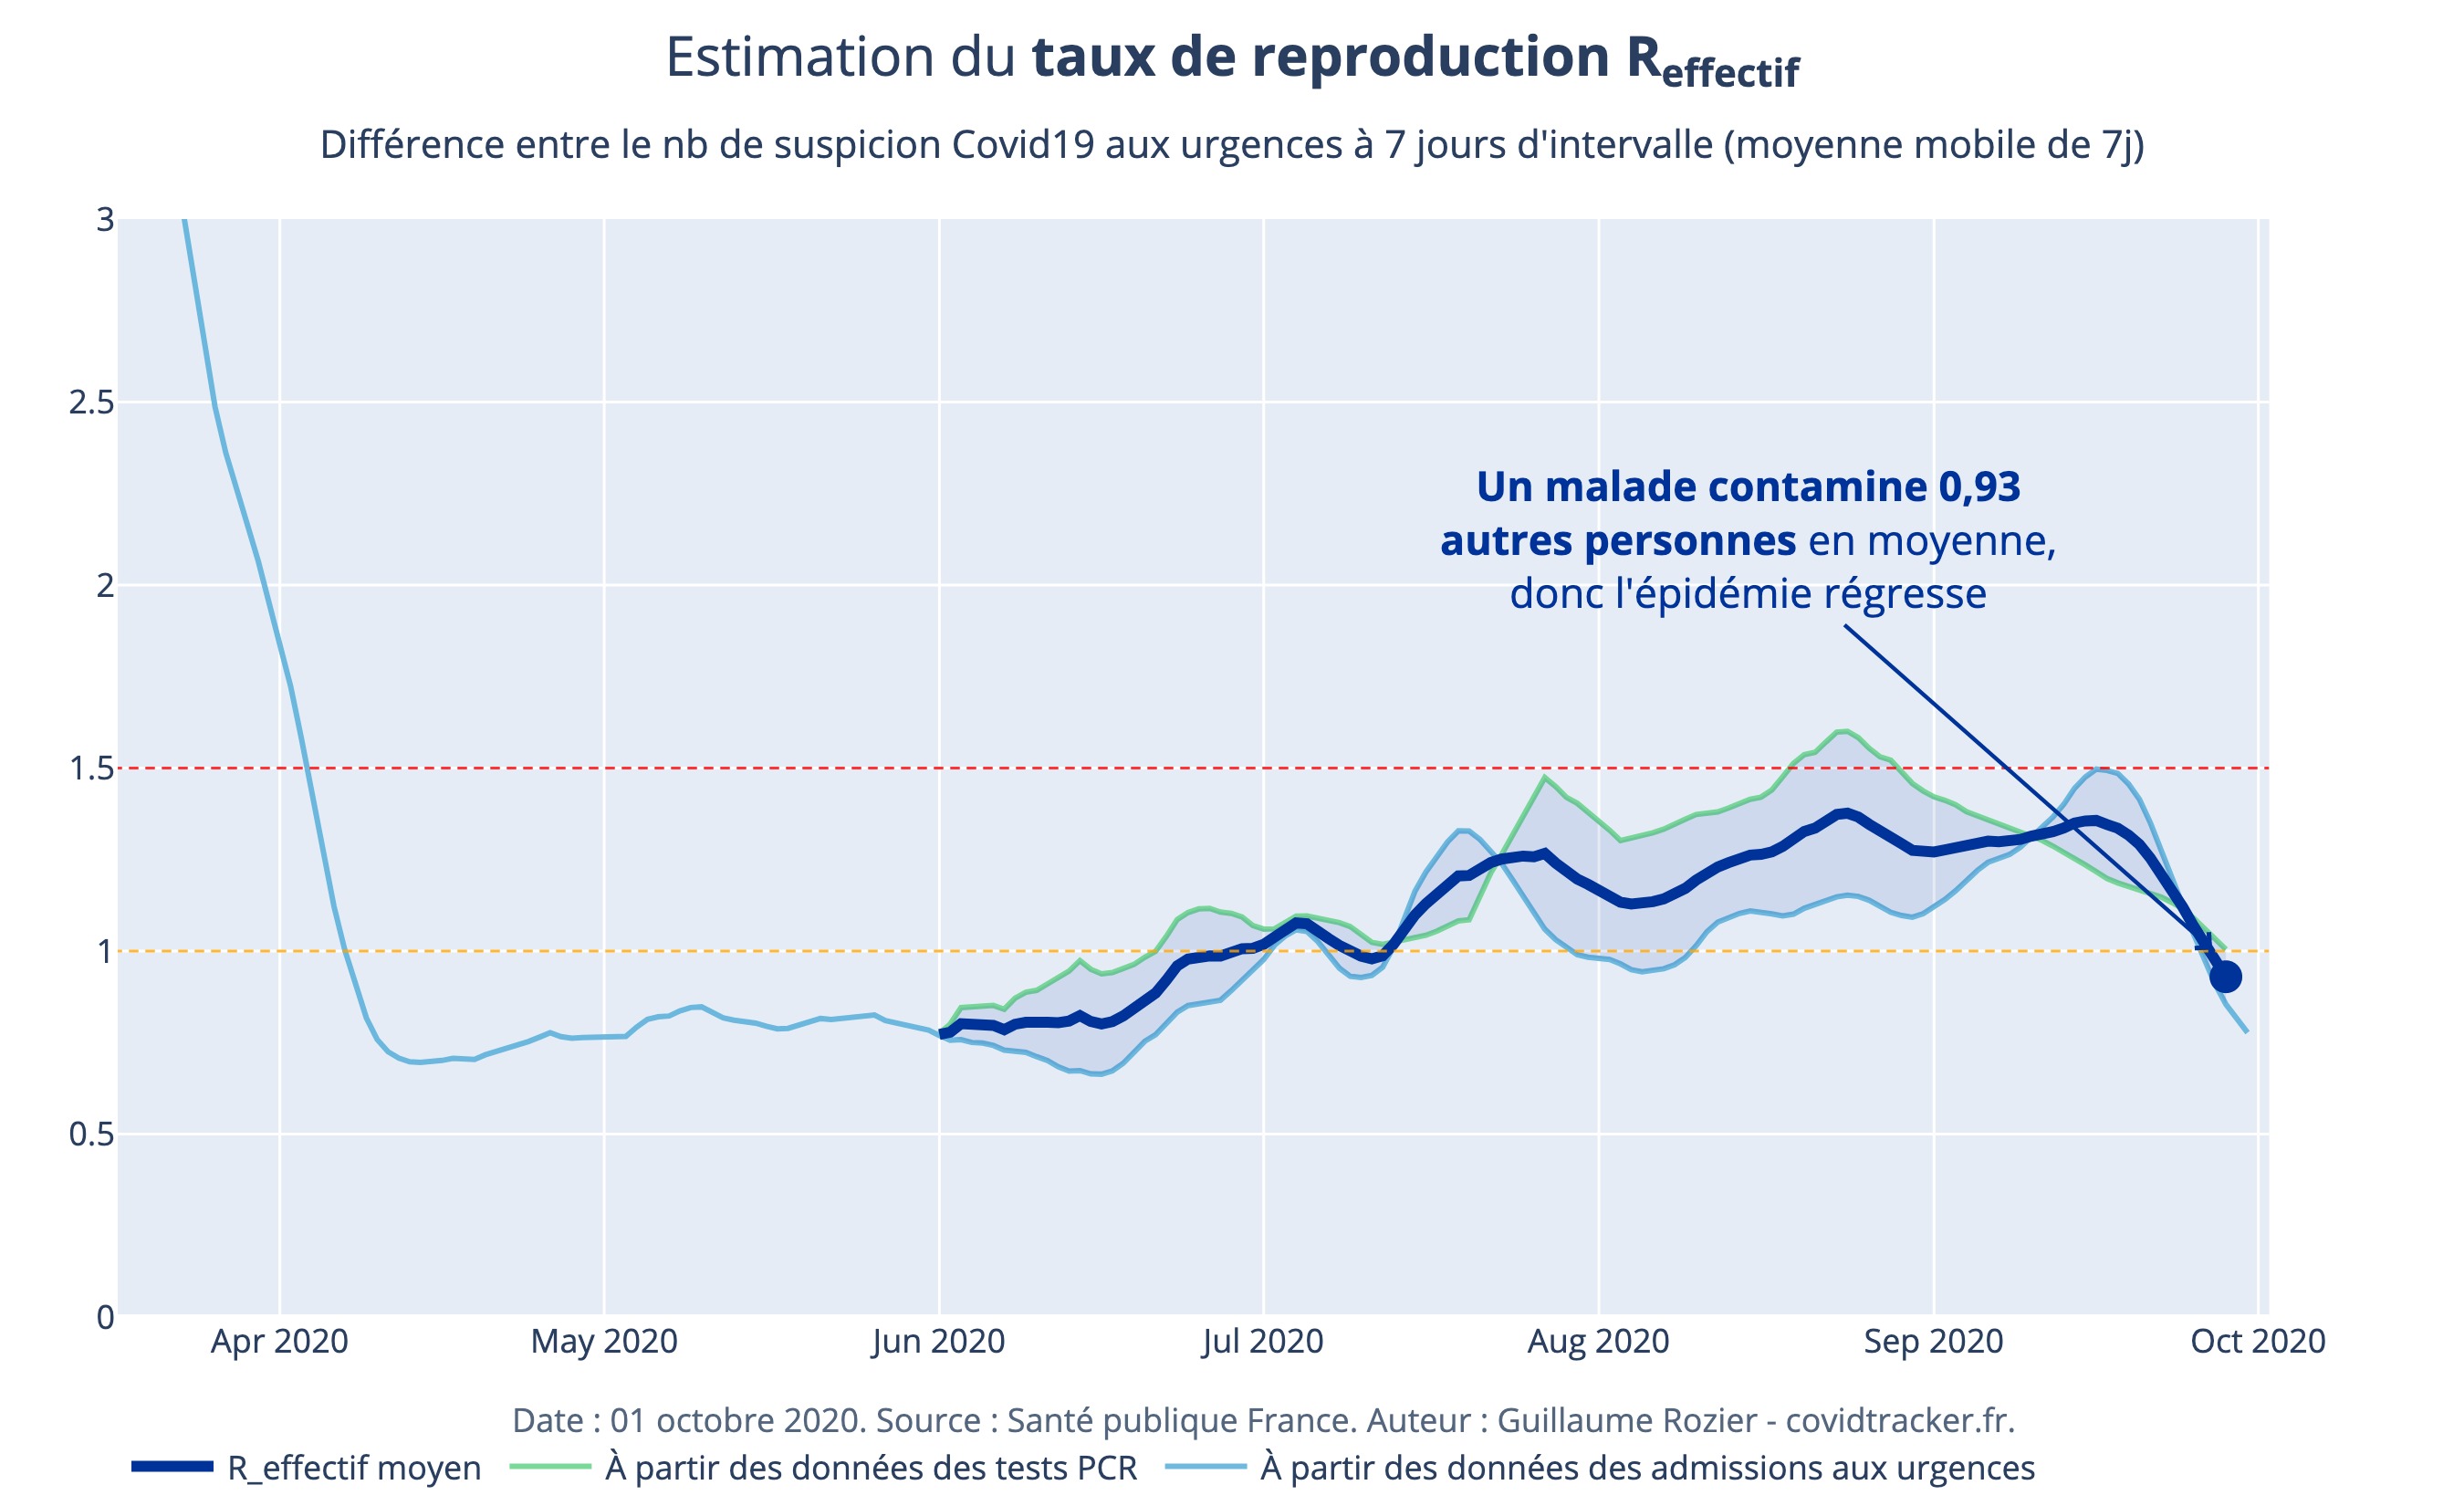 Estimation du taux de reproduction Reffectif
Différence entre le nb de suspicion Covid19 aux urgences à 7 jours d'intervalle (moyenne mobile de 7j)
3
2.5
2
1.5
1
0.5
0
Un malade contamine 0,93
autres personnes en moyenne,
donc l'épidémie régresse
Apr 2020 May 2020 Jun 2020 Jul 2020 Aug 2020 Sep 2020 Oct 2020
Date : 01 octobre 2020. Source : Santé publique France. Auteur : Guillaume Rozier - covidtracker.fr.
R_effectif moyen À partir des données des tests PCR À partir des données des admissions aux urgences